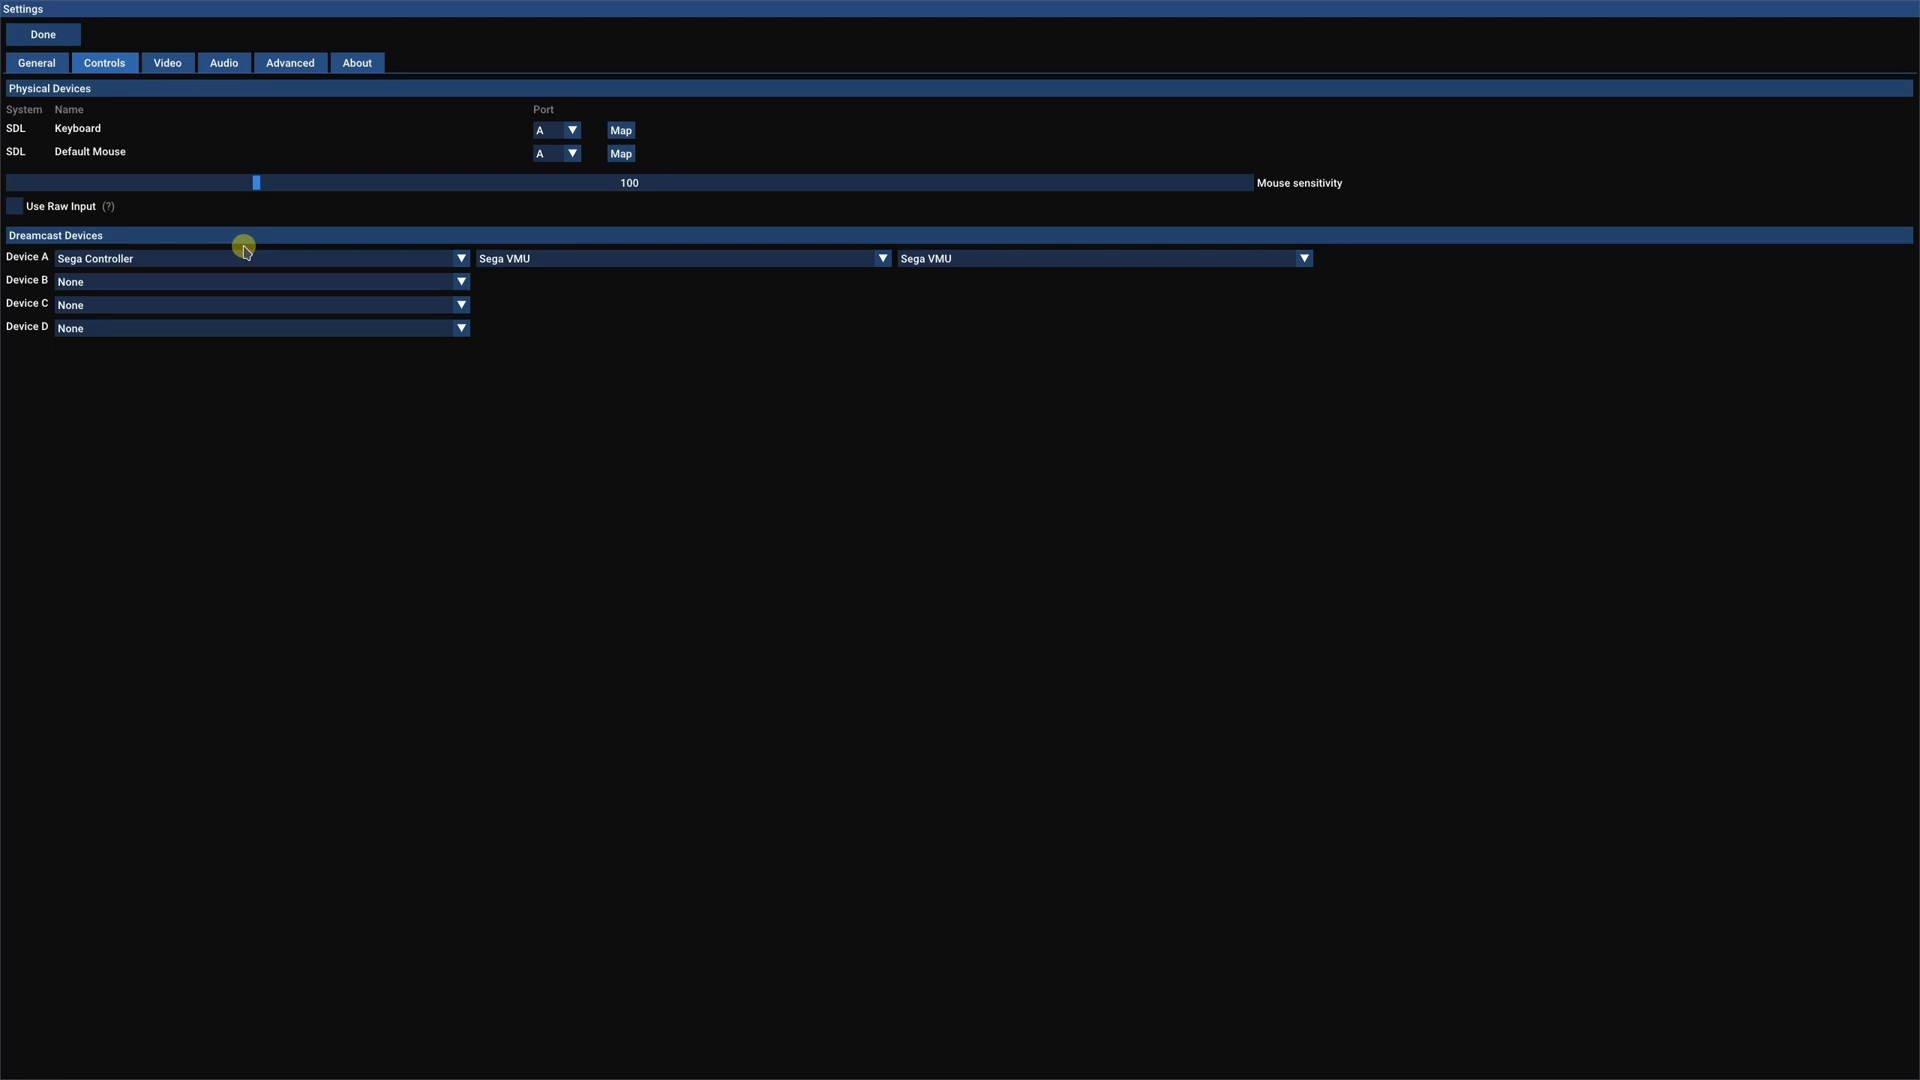 Settings
Done
General Controls Video Audio Advanced About
Physical Devices
System Name Port
SDL Keyboard A Map
SDL Default Mouse A Map
100 Mouse sensitivity
Use Raw Input (?)
Dreamcast Devices
Device A Sega Controller Sega VMU Sega VMU
Device B None
Device C None
Device D None